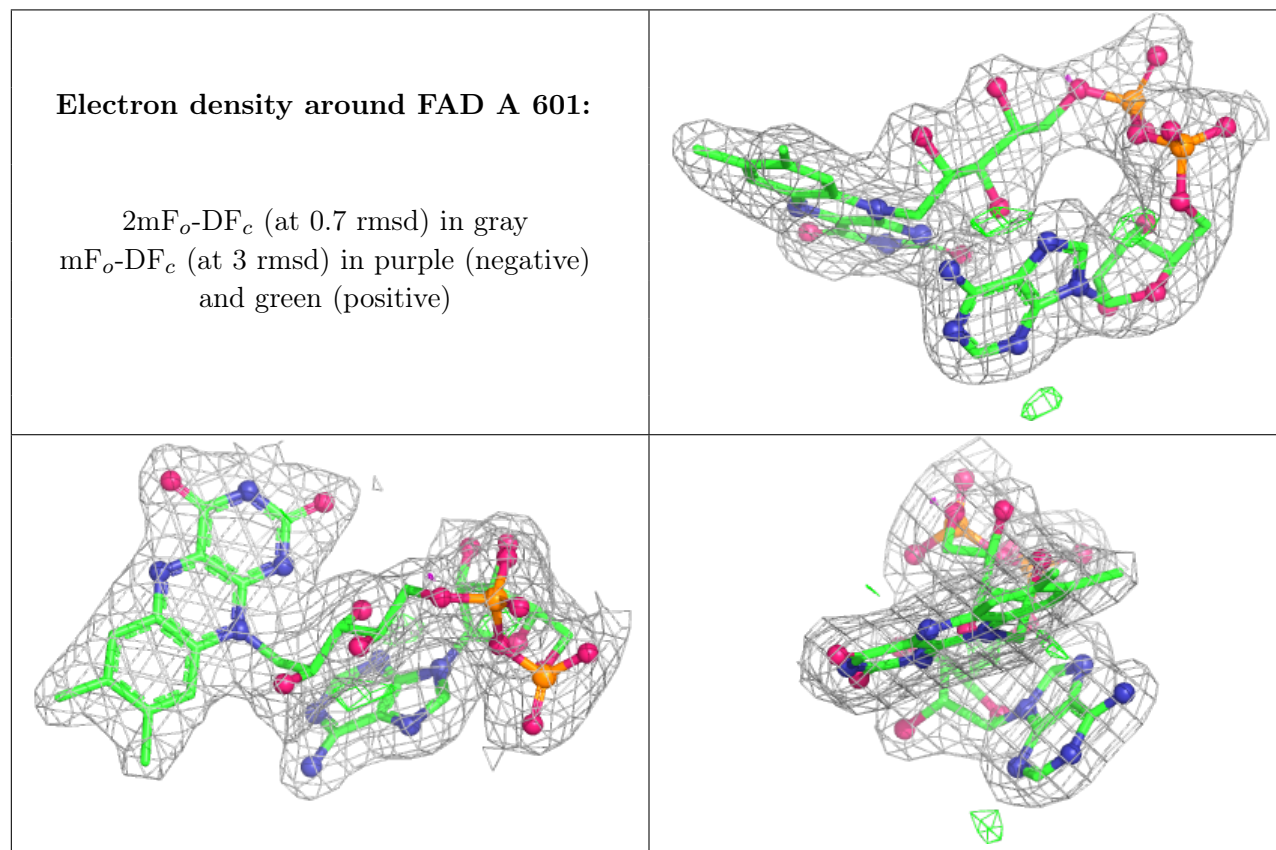 Electron density around FAD A 601:
2mFo-DFc (at 0.7 rmsd) in gray
mFo-DFc (at 3 rmsd) in purple (negative)
and green (positive)